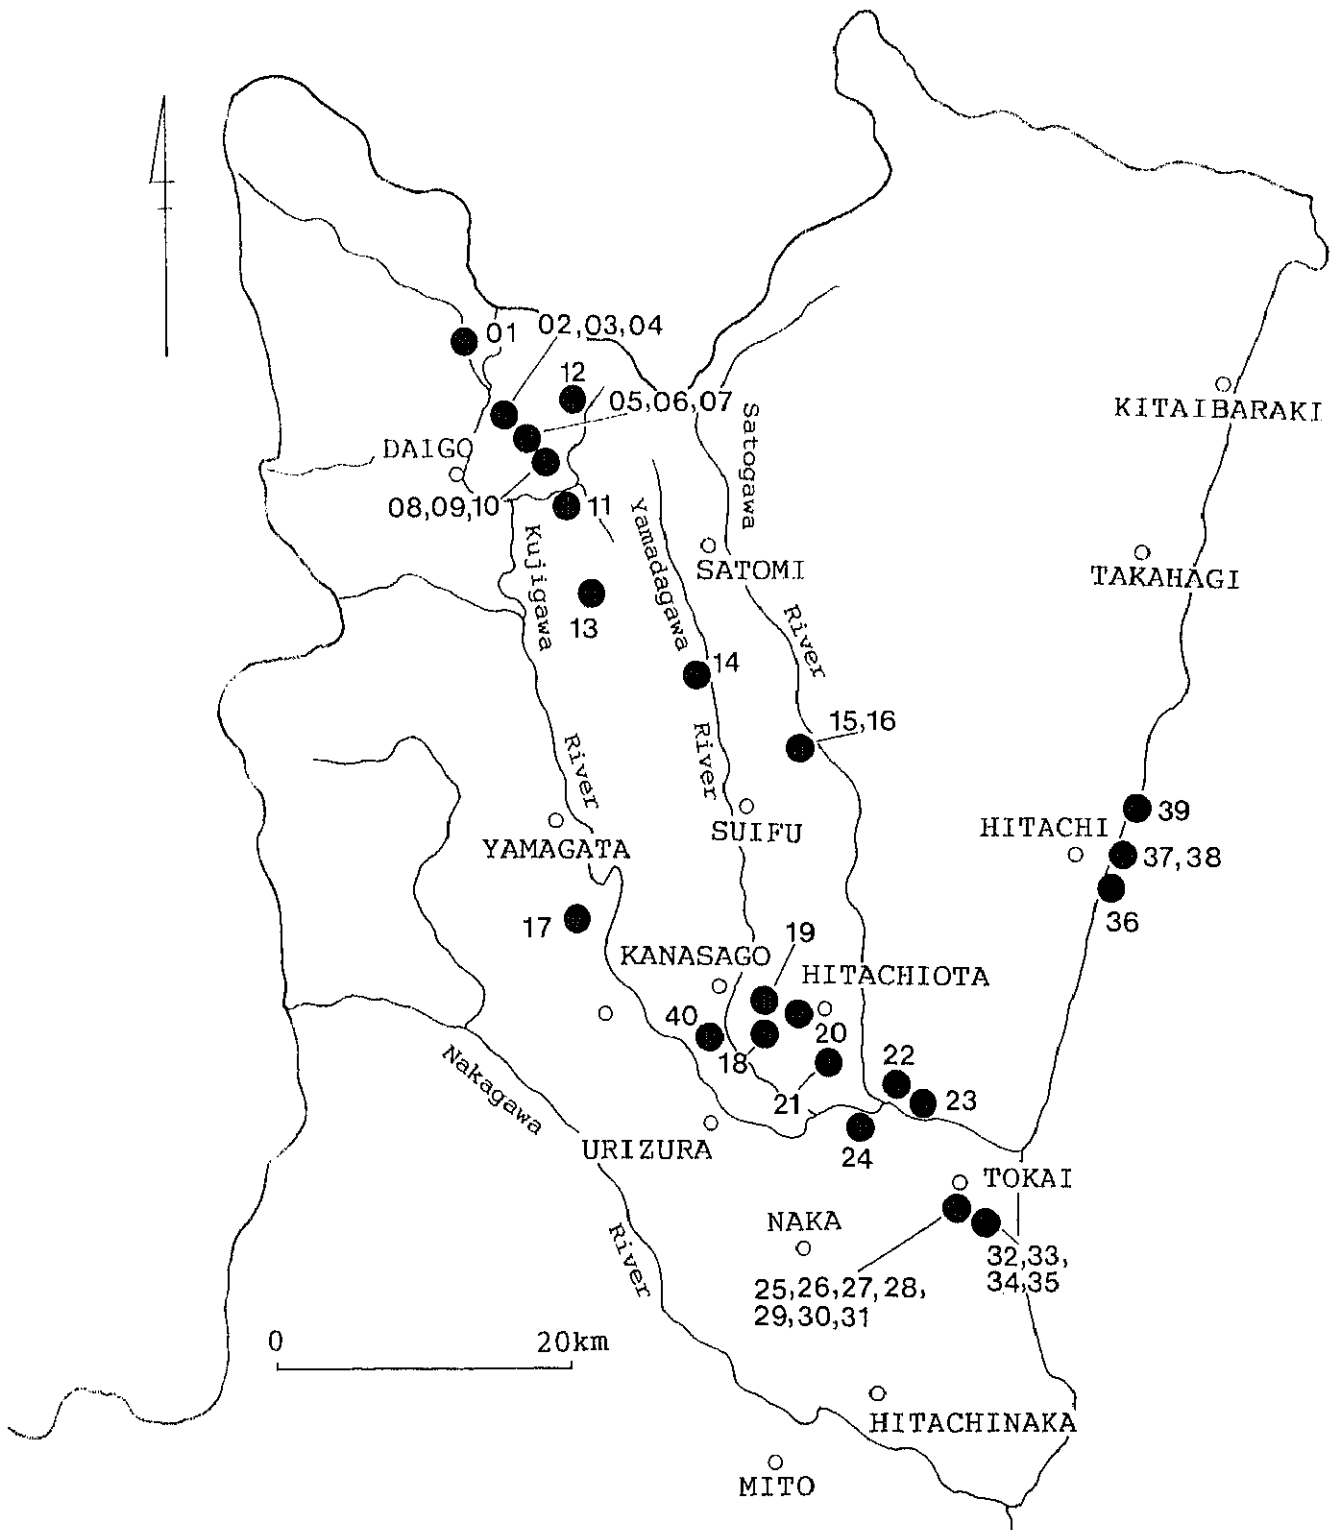 01
02,03,04
12
05,06,07
KITAIBARAKI
DAIGO
08,09,10
11
Satogawa
River
Yamadagawa
River
Kujigawa
River
SATOMI
TAKAHAGI
13
14
15,16
39
HITACHI
37,38
36
SUIFU
YAMAGATA
17
19
KANASAGO
HITACHIOTA
40
18
20
22
21
23
24
Nakagawa
River
URIZURA
TOKAI
NAKA
32,33,
34,35
25,26,27,28,
29,30,31
0
20km
HITACHINAKA
MITO